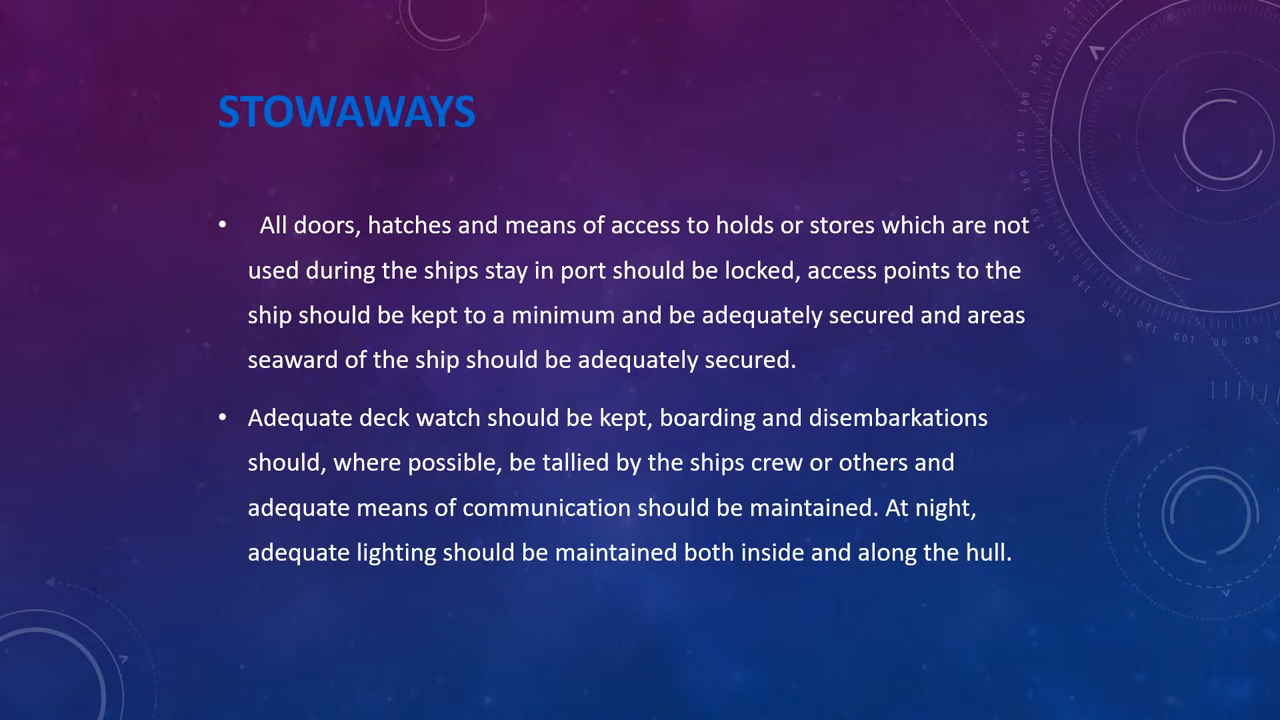 STOWAWAYS
• All doors, hatches and means of access to holds or stores which are not
used during the ships stay in port should be locked, access points to the
ship should be kept to a minimum and be adequately secured and areas
seaward of the ship should be adequately secured.
• Adequate deck watch should be kept, boarding and disembarkations
should, where possible, be tallied by the ships crew or others and
adequate means of communication should be maintained. At night,
adequate lighting should be maintained both inside and along the hull.